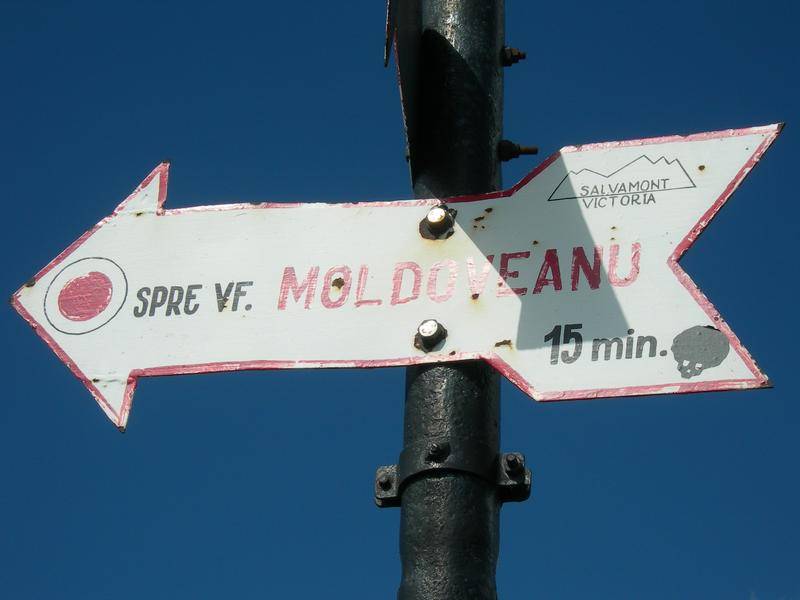 SALVAMONT
VICTORIA
SPRE VF. MOLDOVEANU
15 min.